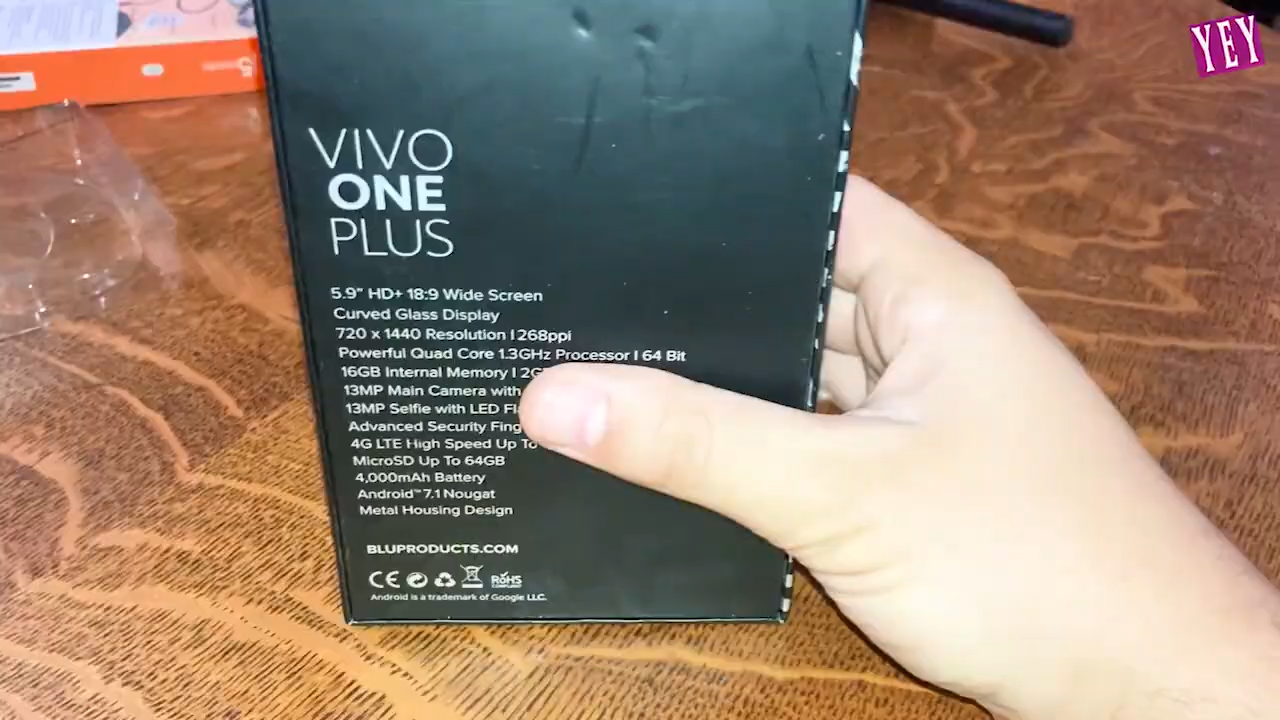 YEY
VIVO
ONE
PLUS
5.9" HD+ 18:9 Wide Screen
Curved Glass Display
720 x 1440 Resolution | 268ppi
Powerful Quad Core 1.3GHz Processor | 64 Bit
16GB Internal Memory |
13MP Main Camera with
13MP Selfie with LED
Advanced Security
4G LTE High Speed Up To
MicroSD Up To 64GB
4,000mAh Battery
Android™ 7.1 Nougat
Metal Housing Design
BLUPRODUCTS.COM
CE RoHS
COMPLIANT
Android is a trademark of Google LLC.